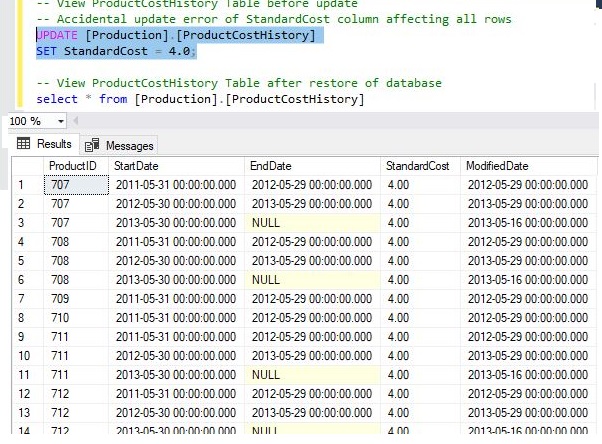 -- View ProductCostHistory Table before update
-- Accidental update error of StandardCost column affecting all rows
UPDATE [Production].[ProductCostHistory]
SET StandardCost = 4.0;
-- View ProductCostHistory Table after restore of database
select * from [Production].[ProductCostHistory]
100 %
Results Messages
ProductID StartDate EndDate StandardCost ModifiedDate
1 707 2011-05-31 00:00:00.000 2012-05-29 00:00:00.000 4.00 2012-05-29 00:00:00.000
2 707 2012-05-30 00:00:00.000 2013-05-29 00:00:00.000 4.00 2013-05-29 00:00:00.000
3 707 2013-05-30 00:00:00.000 NULL 4.00 2013-05-16 00:00:00.000
4 708 2011-05-31 00:00:00.000 2012-05-29 00:00:00.000 4.00 2012-05-29 00:00:00.000
5 708 2012-05-30 00:00:00.000 2013-05-29 00:00:00.000 4.00 2013-05-29 00:00:00.000
6 708 2013-05-30 00:00:00.000 NULL 4.00 2013-05-16 00:00:00.000
7 709 2011-05-31 00:00:00.000 2012-05-29 00:00:00.000 4.00 2012-05-29 00:00:00.000
8 710 2011-05-31 00:00:00.000 2012-05-29 00:00:00.000 4.00 2012-05-29 00:00:00.000
9 711 2011-05-31 00:00:00.000 2012-05-29 00:00:00.000 4.00 2012-05-29 00:00:00.000
10 711 2012-05-30 00:00:00.000 2013-05-29 00:00:00.000 4.00 2013-05-29 00:00:00.000
11 711 2013-05-30 00:00:00.000 NULL 4.00 2013-05-16 00:00:00.000
12 712 2011-05-31 00:00:00.000 2012-05-29 00:00:00.000 4.00 2012-05-29 00:00:00.000
13 712 2012-05-30 00:00:00.000 2013-05-29 00:00:00.000 4.00 2013-05-29 00:00:00.000
14 712 2013-05-30 00:00:00.000 NULL 4.00 2013-05-16 00:00:00.000